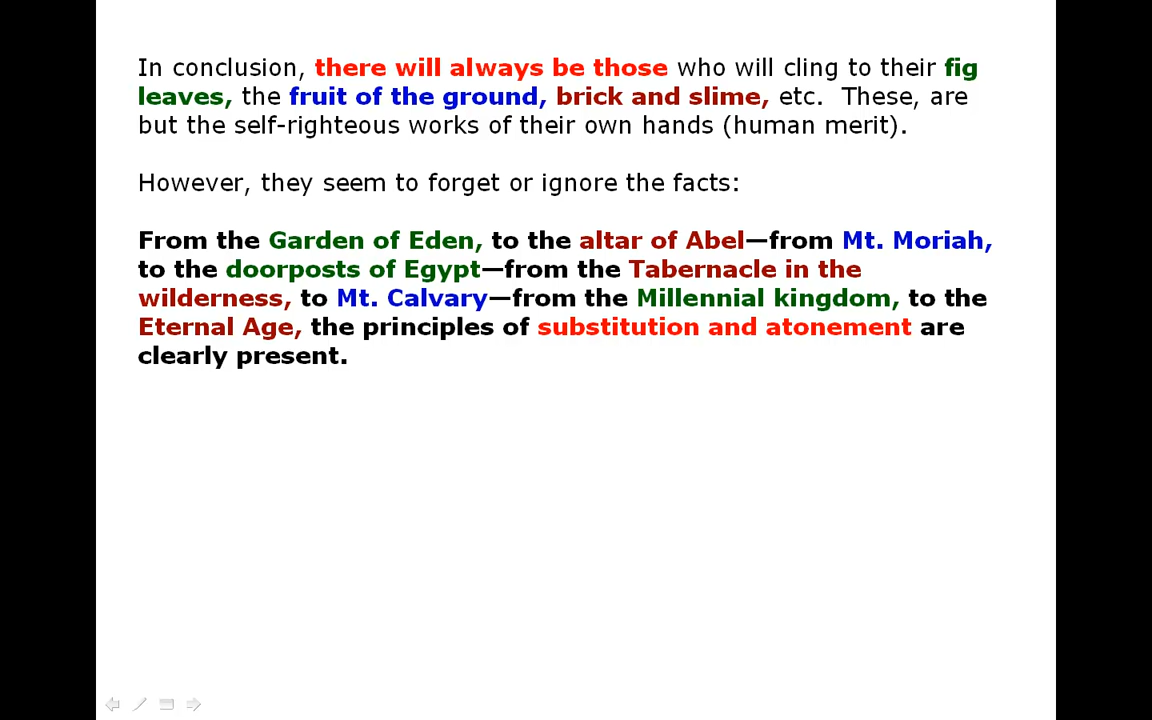 In conclusion, there will always be those who will cling to their fig
leaves, the fruit of the ground, brick and slime, etc.  These, are
but the self-righteous works of their own hands (human merit).
However, they seem to forget or ignore the facts:
From the Garden of Eden, to the altar of Abel—from Mt. Moriah,
to the doorposts of Egypt—from the Tabernacle in the
wilderness, to Mt. Calvary—from the Millennial kingdom, to the
Eternal Age, the principles of substitution and atonement are
clearly present.